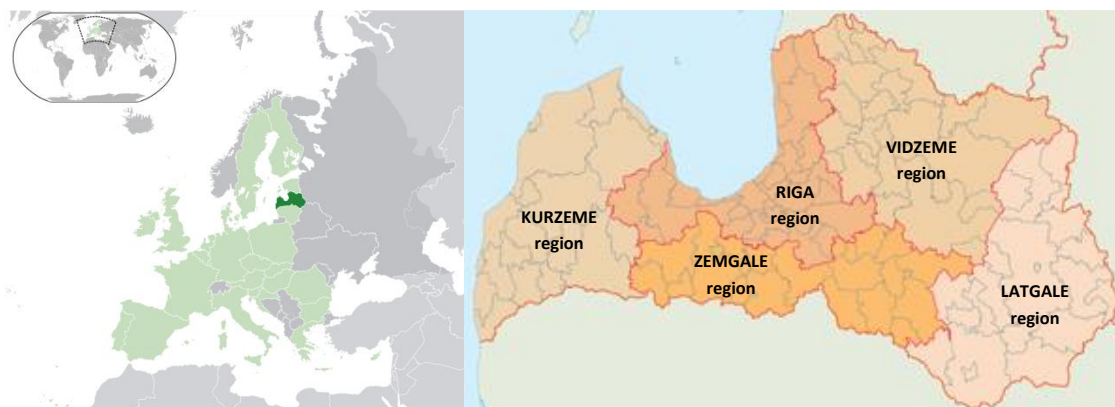 VIDZEME
region
RIGA
region
KURZEME
region
ZEMGALE
region
LATGALE
region